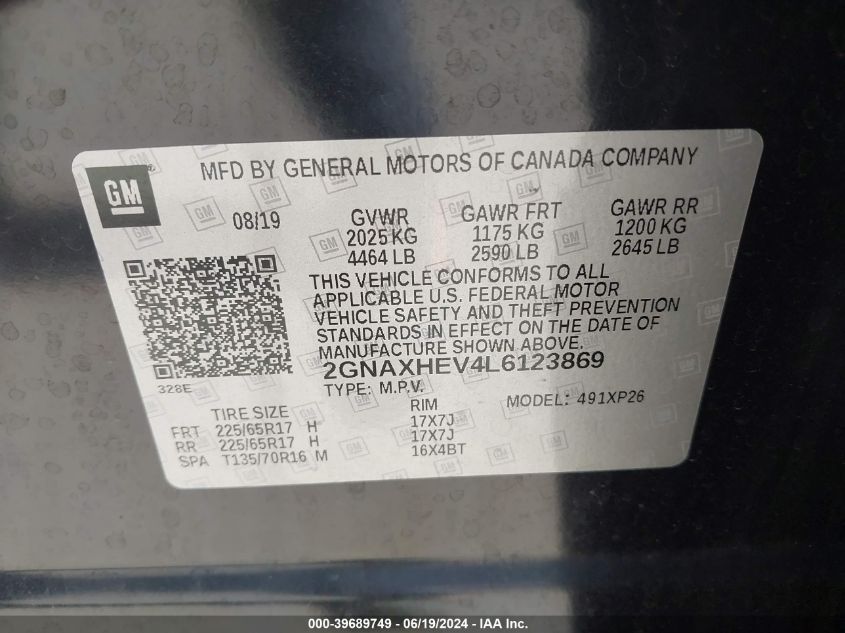 GM
MFD BY GENERAL MOTORS OF CANADA COMPANY
08/19 GVWR GAWR FRT GAWR RR
2025 KG 1175 KG 1200 KG
4464 LB 2590 LB 2645 LB
THIS VEHICLE CONFORMS TO ALL
APPLICABLE U.S. FEDERAL MOTOR
VEHICLE SAFETY AND THEFT PREVENTION
STANDARDS IN EFFECT ON THE DATE OF
MANUFACTURE SHOWN ABOVE.
2GNAXHEV4L6123869
328E TYPE: M.P.V. MODEL: 491XP26
TIRE SIZE RIM
FRT 225/65R17 H 17X7J
RR 225/65R17 H 17X7J
SPA T135/70R16 M 16X4BT
000-39689749 - 06/19/2024 - IAA Inc.